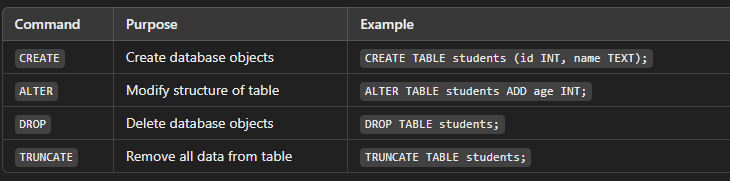 Command Purpose Example
CREATE Create database objects CREATE TABLE students (id INT, name TEXT);
ALTER Modify structure of table ALTER TABLE students ADD age INT;
DROP Delete database objects DROP TABLE students;
TRUNCATE Remove all data from table TRUNCATE TABLE students;